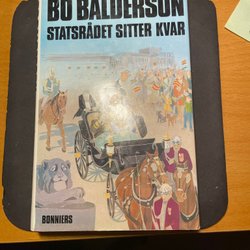 BO BALDERSON
STATSRÅDET SITTER KVAR
BONNIERS